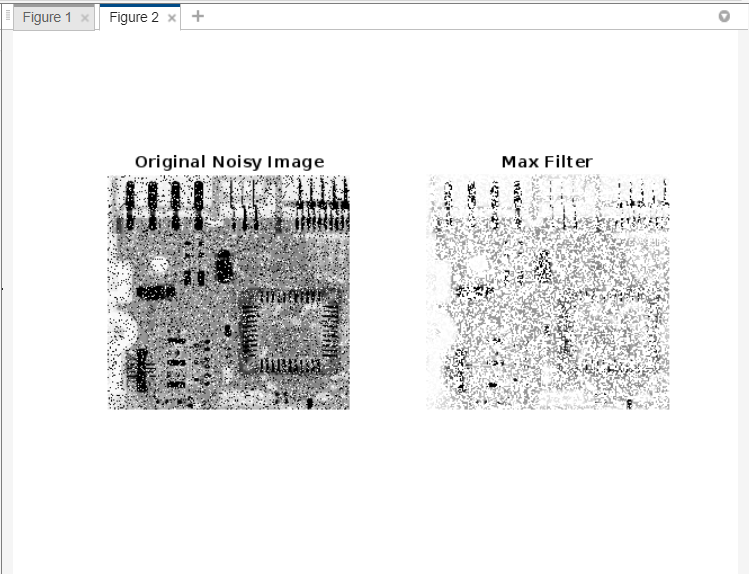 Figure 1 × Figure 2 × +
Original Noisy Image Max Filter